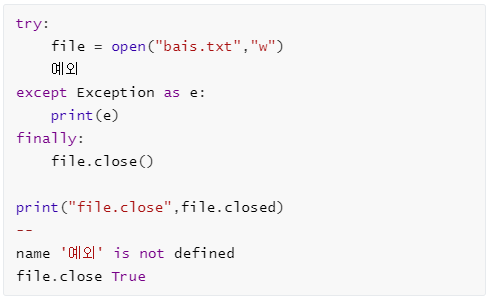 try:
    file = open("bais.txt","w")
    예외
except Exception as e:
    print(e)
finally:
    file.close()

print("file.close",file.closed)
--
name '예외' is not defined
file.close True